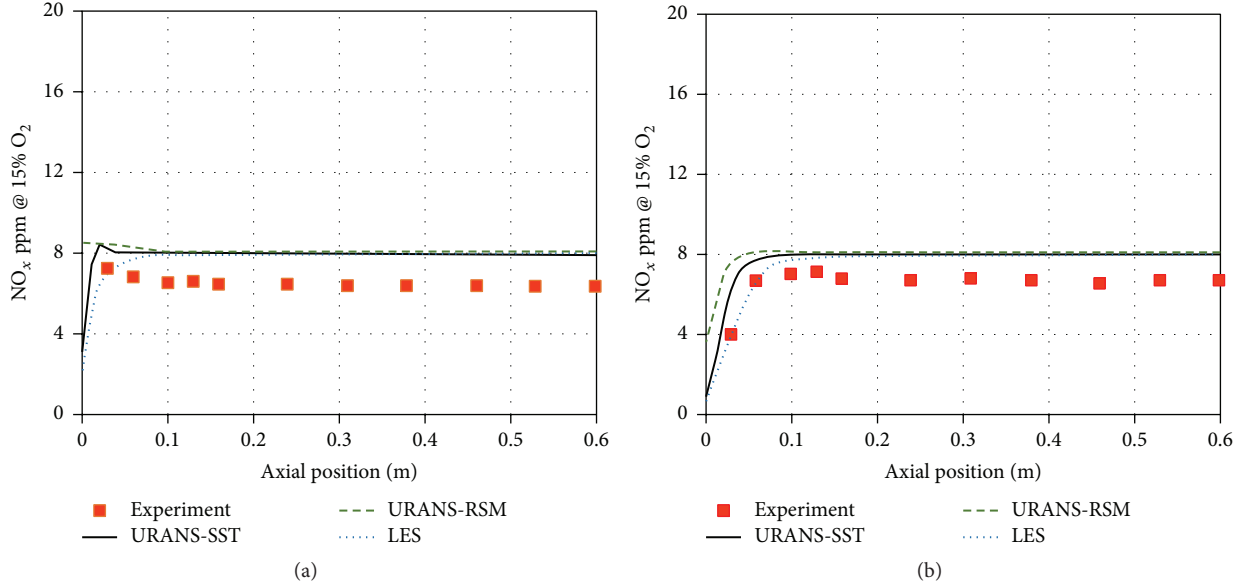 20
16
12
8
4
0
NOₓ ppm @ 15% O₂
0 0.1 0.2 0.3 0.4 0.5 0.6
Axial position (m)
Experiment URANS-RSM
URANS-SST LES
(a)
20
16
12
8
4
0
NOₓ ppm @ 15% O₂
0 0.1 0.2 0.3 0.4 0.5 0.6
Axial position (m)
Experiment URANS-RSM
URANS-SST LES
(b)